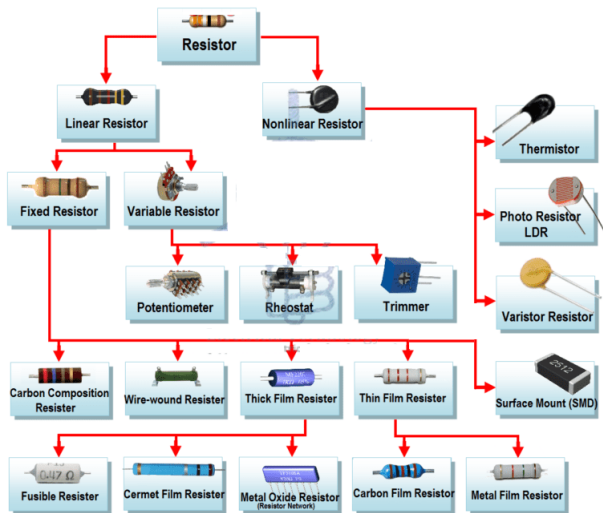 Resistor
Linear Resistor
Nonlinear Resistor
Thermistor
Fixed Resistor
Variable Resistor
Photo Resistor
LDR
Potentiometer
Rheostat
Trimmer
Varistor Resistor
Carbon Composition
Resister
Wire-wound Resister
Thick Film Resister
Thin Film Resister
2512
Surface Mount (SMD)
0.47 Ω
Fusible Resister
Cermet Film Resister
Metal Oxide Resistor
(Resistor Network)
Carbon Film Resistor
Metal Film Resistor